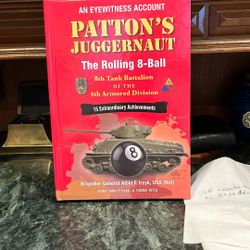 AN EYEWITNESS ACCOUNT
PATTON'S
JUGGERNAUT
The Rolling 8-Ball
8th Tank Battalion
OF THE
4th Armored Division
15 Extraordinary Achievements
8
Brigadier General Albin F. Irzyk, USA (Ret)